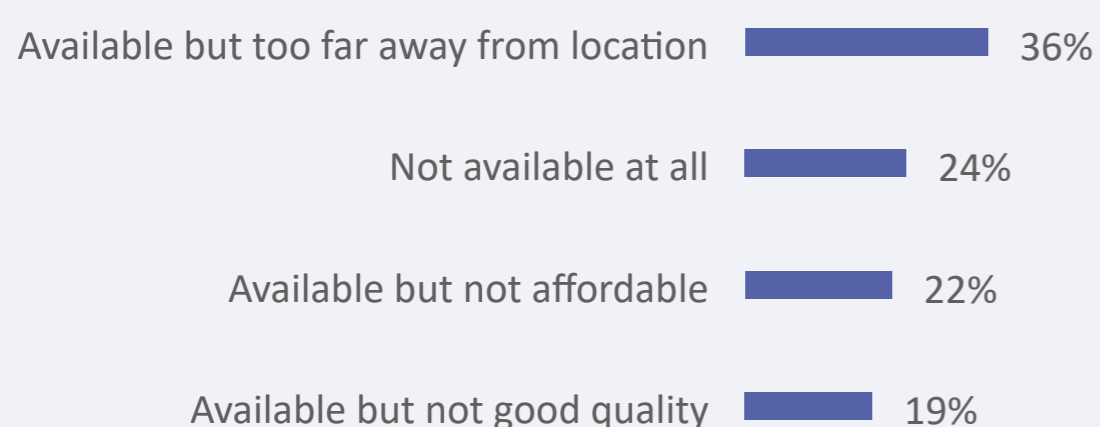 Available but too far away from location 36%
Not available at all 24%
Available but not affordable 22%
Available but not good quality 19%